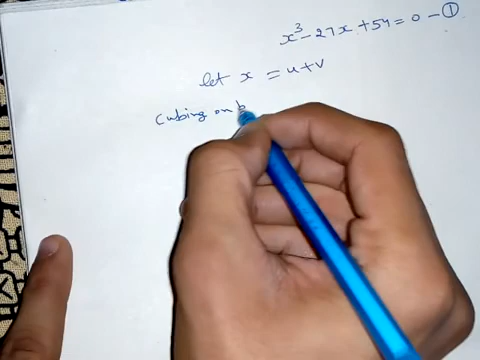 x³ - 27x + 54 = 0 - ①
let x = u+v
Cubing on b